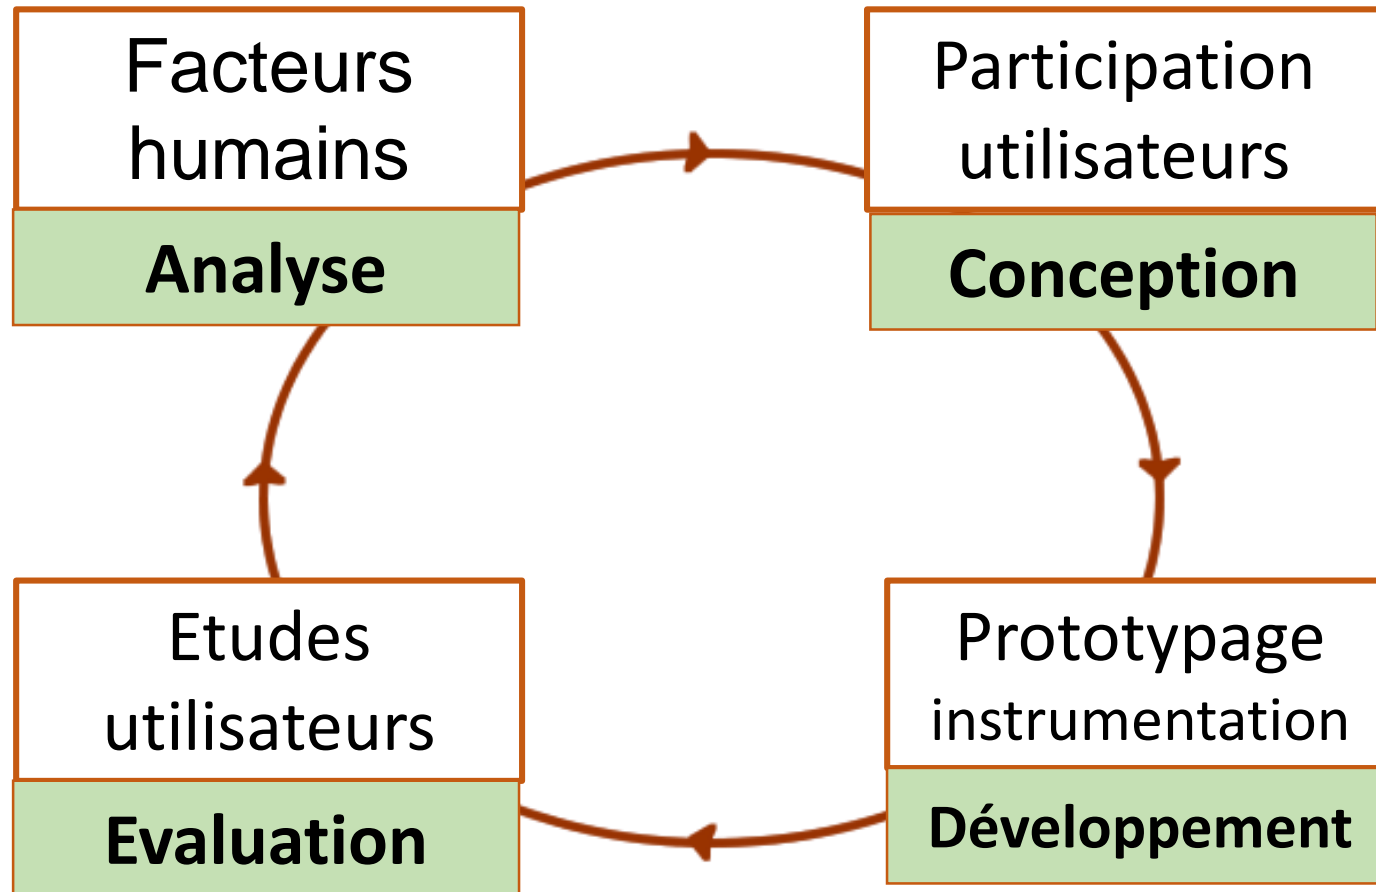 Facteurs
humains
Analyse
Participation
utilisateurs
Conception
Etudes
utilisateurs
Evaluation
Prototypage
instrumentation
Développement